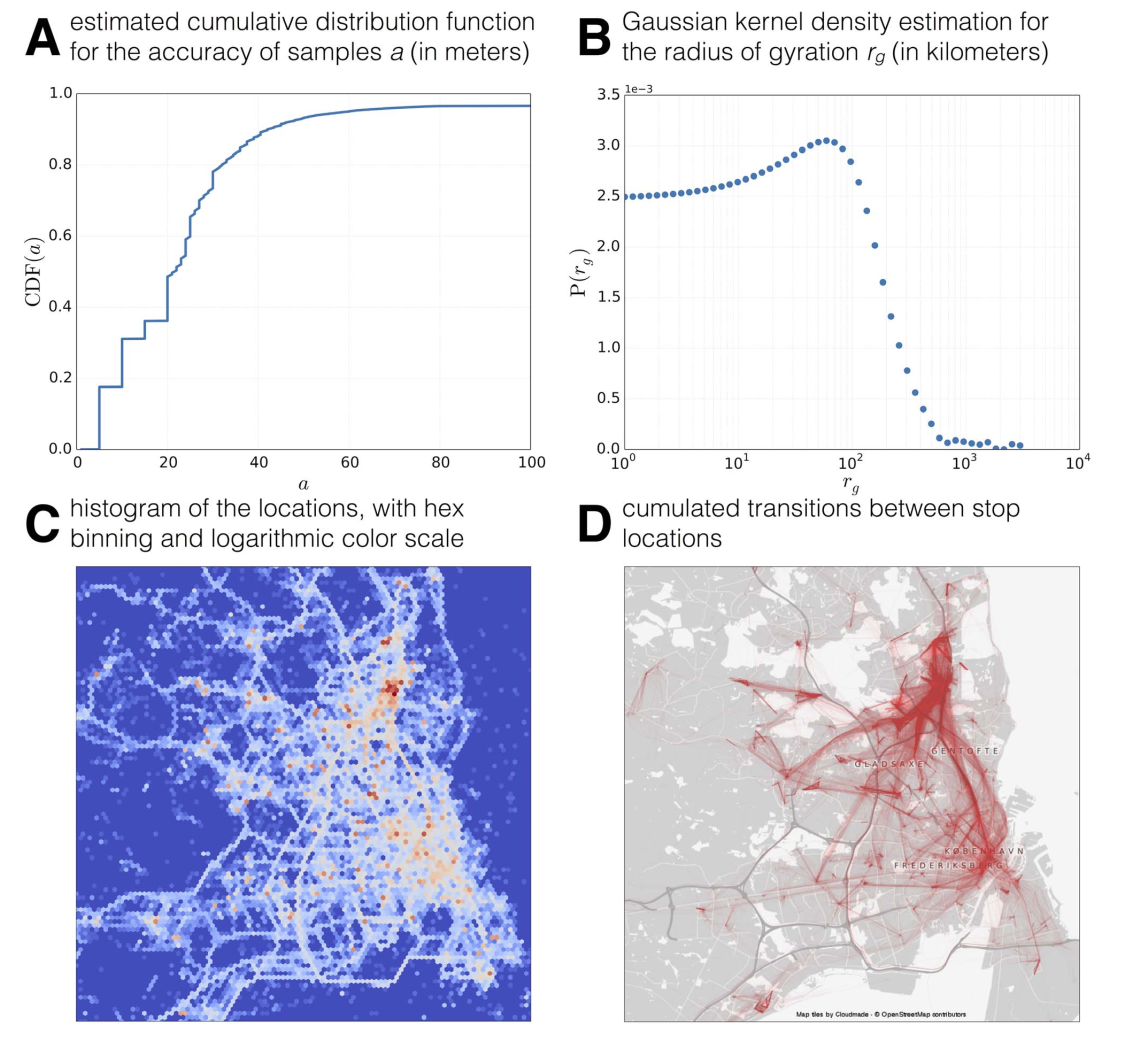 A estimated cumulative distribution function
for the accuracy of samples a (in meters)
1.0
0.8
0.6
0.4
0.2
0.0
CDF(a)
0 20 40 60 80 100
a
B Gaussian kernel density estimation for
the radius of gyration r_g (in kilometers)
1e−3
3.5
3.0
2.5
2.0
1.5
1.0
0.5
0.0
P(r_g)
10^0 10^1 10^2 10^3 10^4
r_g
C histogram of the locations, with hex
binning and logarithmic color scale
D cumulated transitions between stop
locations
GENTOFTE
GLADSAXE
KØBENHAVN
FREDERIKSBERG
Map tiles by Cloudmade - © OpenStreetMap contributors